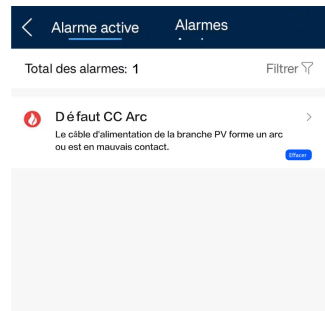 Alarme active
Alarmes
Total des alarmes: 1
Filtrer
Défaut CC Arc
Le câble d'alimentation de la branche PV forme un arc
ou est en mauvais contact.
Effacer